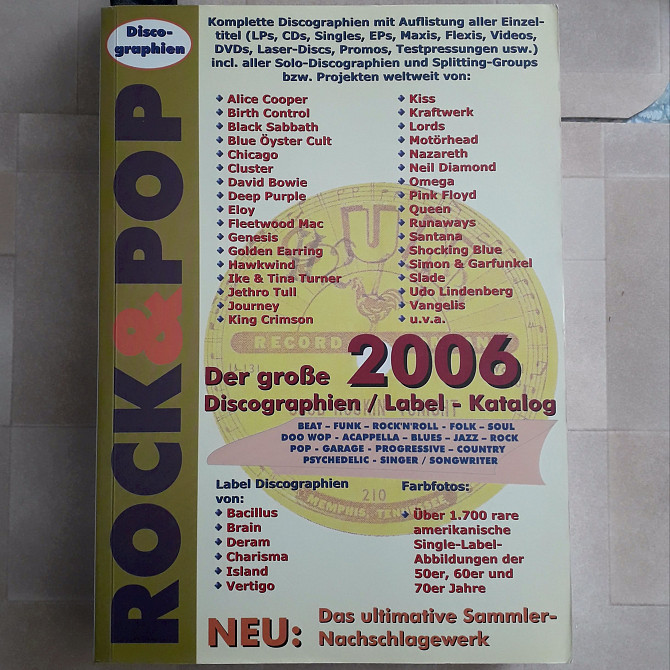 Disco-
graphien
ROCK & POP
Komplette Discographien mit Auflistung aller Einzel-
titel (LPs, CDs, Singles, EPs, Maxis, Flexis, Videos,
DVDs, Laser-Discs, Promos, Testpressungen usw.)
incl. aller Solo-Discographien und Splitting-Groups
bzw. Projekten weltweit von:
Alice Cooper
Birth Control
Black Sabbath
Blue Öyster Cult
Chicago
Cluster
David Bowie
Deep Purple
Eloy
Fleetwood Mac
Genesis
Golden Earring
Hawkwind
Ike & Tina Turner
Jethro Tull
Journey
King Crimson
Kiss
Kraftwerk
Lords
Motörhead
Nazareth
Neil Diamond
Omega
Pink Floyd
Queen
Runaways
Santana
Shocking Blue
Simon & Garfunkel
Slade
Udo Lindenberg
Vangelis
u.v.a.
RECORD
Der große 2006
Discographien / Label - Katalog
BEAT – FUNK – ROCK'N'ROLL - FOLK – SOUL
DOO WOP - ACAPPELLA – BLUES – JAZZ – ROCK
POP - GARAGE - PROGRESSIVE – COUNTRY
PSYCHEDELIC - SINGER / SONGWRITER
Label Discographien
von:
Bacillus
Brain
Deram
Charisma
Island
Vertigo
210
MEMPHIS, TENNESSEE
Farbfotos:
Über 1.700 rare
amerikanische
Single-Label-
Abbildungen der
50er, 60er und
70er Jahre
NEU: Das ultimative Sammler-
Nachschlagewerk